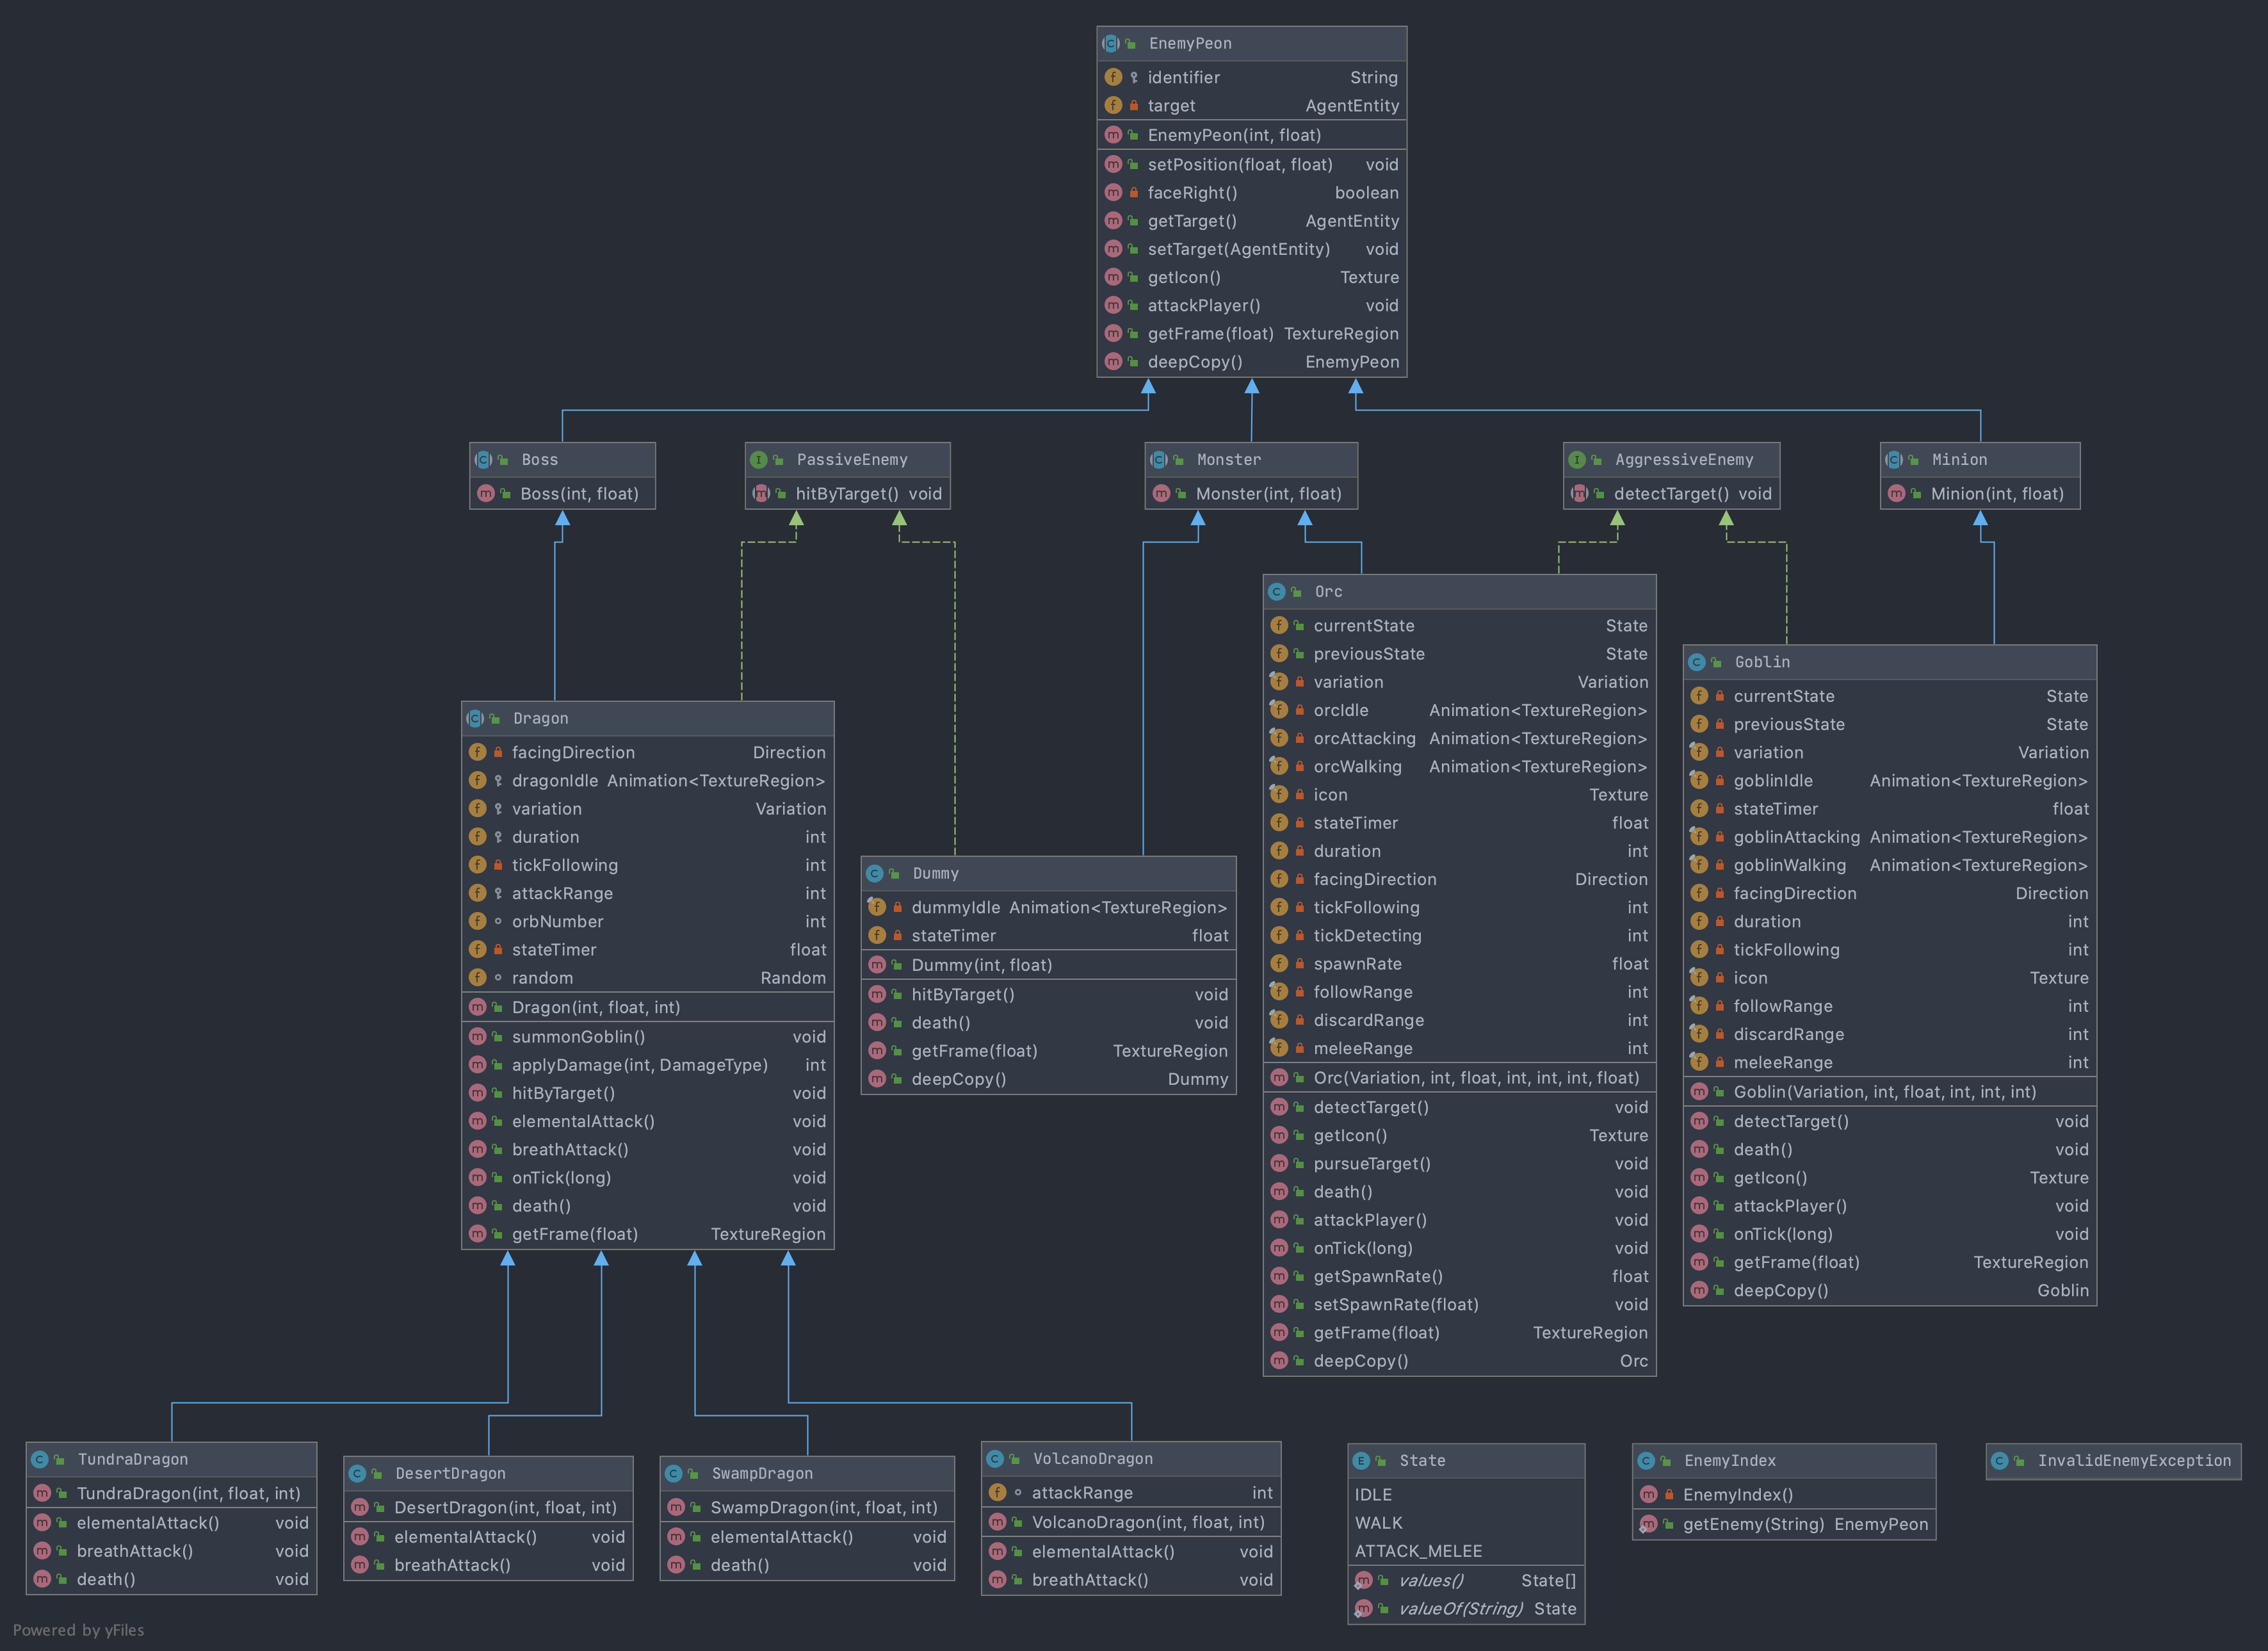 EnemyPeon
identifier String
target AgentEntity
EnemyPeon(int, float)
setPosition(float, float) void
faceRight() boolean
getTarget() AgentEntity
setTarget(AgentEntity) void
getIcon() Texture
attackPlayer() void
getFrame(float) TextureRegion
deepCopy() EnemyPeon
Boss
Boss(int, float)
PassiveEnemy
hitByTarget() void
Monster
Monster(int, float)
AggressiveEnemy
detectTarget() void
Minion
Minion(int, float)
Dragon
facingDirection Direction
dragonIdle Animation<TextureRegion>
variation Variation
duration int
tickFollowing int
attackRange int
orbNumber int
stateTimer float
random Random
Dragon(int, float, int)
summonGoblin() void
applyDamage(int, DamageType) int
hitByTarget() void
elementalAttack() void
breathAttack() void
onTick(long) void
death() void
getFrame(float) TextureRegion
Dummy
dummyIdle Animation<TextureRegion>
stateTimer float
Dummy(int, float)
hitByTarget() void
death() void
getFrame(float) TextureRegion
deepCopy() Dummy
Orc
currentState State
previousState State
variation Variation
orcIdle Animation<TextureRegion>
orcAttacking Animation<TextureRegion>
orcWalking Animation<TextureRegion>
icon Texture
stateTimer float
duration int
facingDirection Direction
tickFollowing int
tickDetecting int
spawnRate float
followRange int
discardRange int
meleeRange int
Orc(Variation, int, float, int, int, int, float)
detectTarget() void
getIcon() Texture
pursueTarget() void
death() void
attackPlayer() void
onTick(long) void
getSpawnRate() float
setSpawnRate(float) void
getFrame(float) TextureRegion
deepCopy() Orc
Goblin
currentState State
previousState State
variation Variation
goblinIdle Animation<TextureRegion>
stateTimer float
goblinAttacking Animation<TextureRegion>
goblinWalking Animation<TextureRegion>
facingDirection Direction
duration int
tickFollowing int
icon Texture
followRange int
discardRange int
meleeRange int
Goblin(Variation, int, float, int, int, int)
detectTarget() void
death() void
getIcon() Texture
attackPlayer() void
onTick(long) void
getFrame(float) TextureRegion
deepCopy() Goblin
TundraDragon
TundraDragon(int, float, int)
elementalAttack() void
breathAttack() void
death() void
DesertDragon
DesertDragon(int, float, int)
elementalAttack() void
breathAttack() void
SwampDragon
SwampDragon(int, float, int)
elementalAttack() void
death() void
VolcanoDragon
attackRange int
VolcanoDragon(int, float, int)
elementalAttack() void
breathAttack() void
State
IDLE
WALK
ATTACK_MELEE
values() State[]
valueOf(String) State
EnemyIndex
EnemyIndex()
getEnemy(String) EnemyPeon
InvalidEnemyException
Powered by yFiles